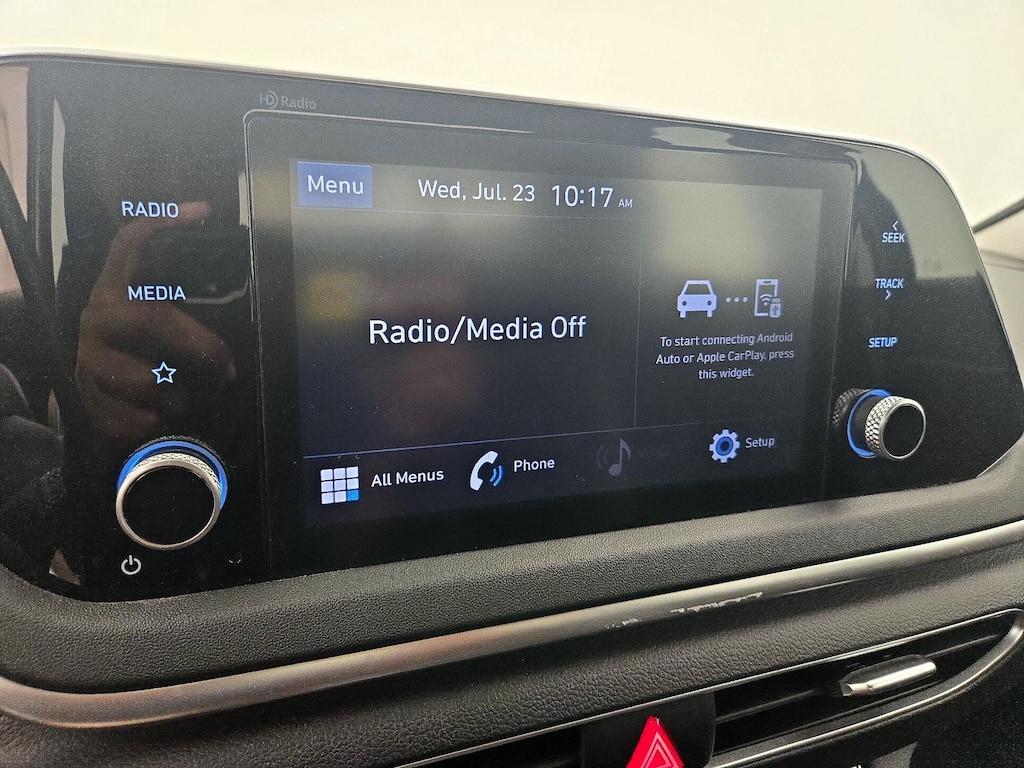 HD Radio
Menu
Wed, Jul. 23 10:17 AM
RADIO
MEDIA
Radio/Media Off
To start connecting Android
Auto or Apple CarPlay, press
this widget.
All Menus
Phone
Setup
SEEK
TRACK
SETUP